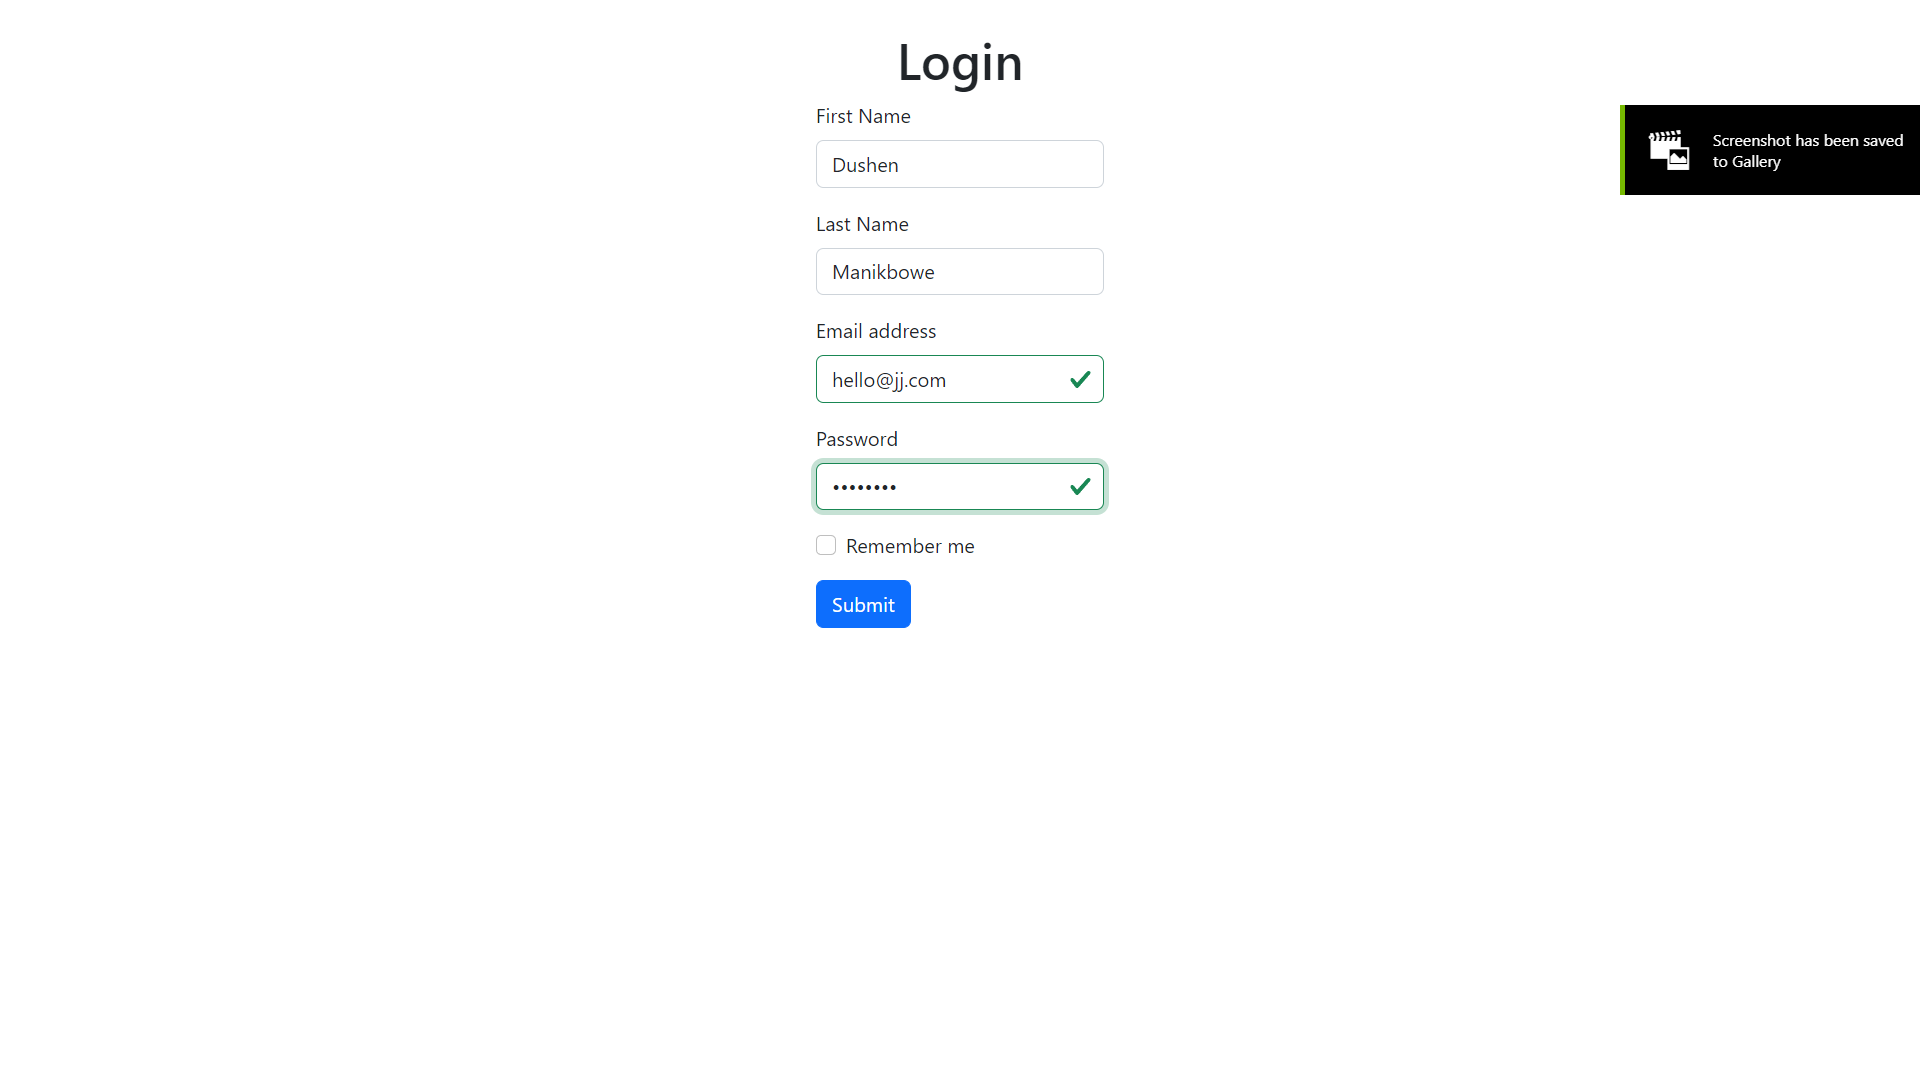 Login
First Name
Dushen
Last Name
Manikbowe
Email address
hello@jj.com
Password
••••••••
Remember me
Submit
Screenshot has been saved
to Gallery